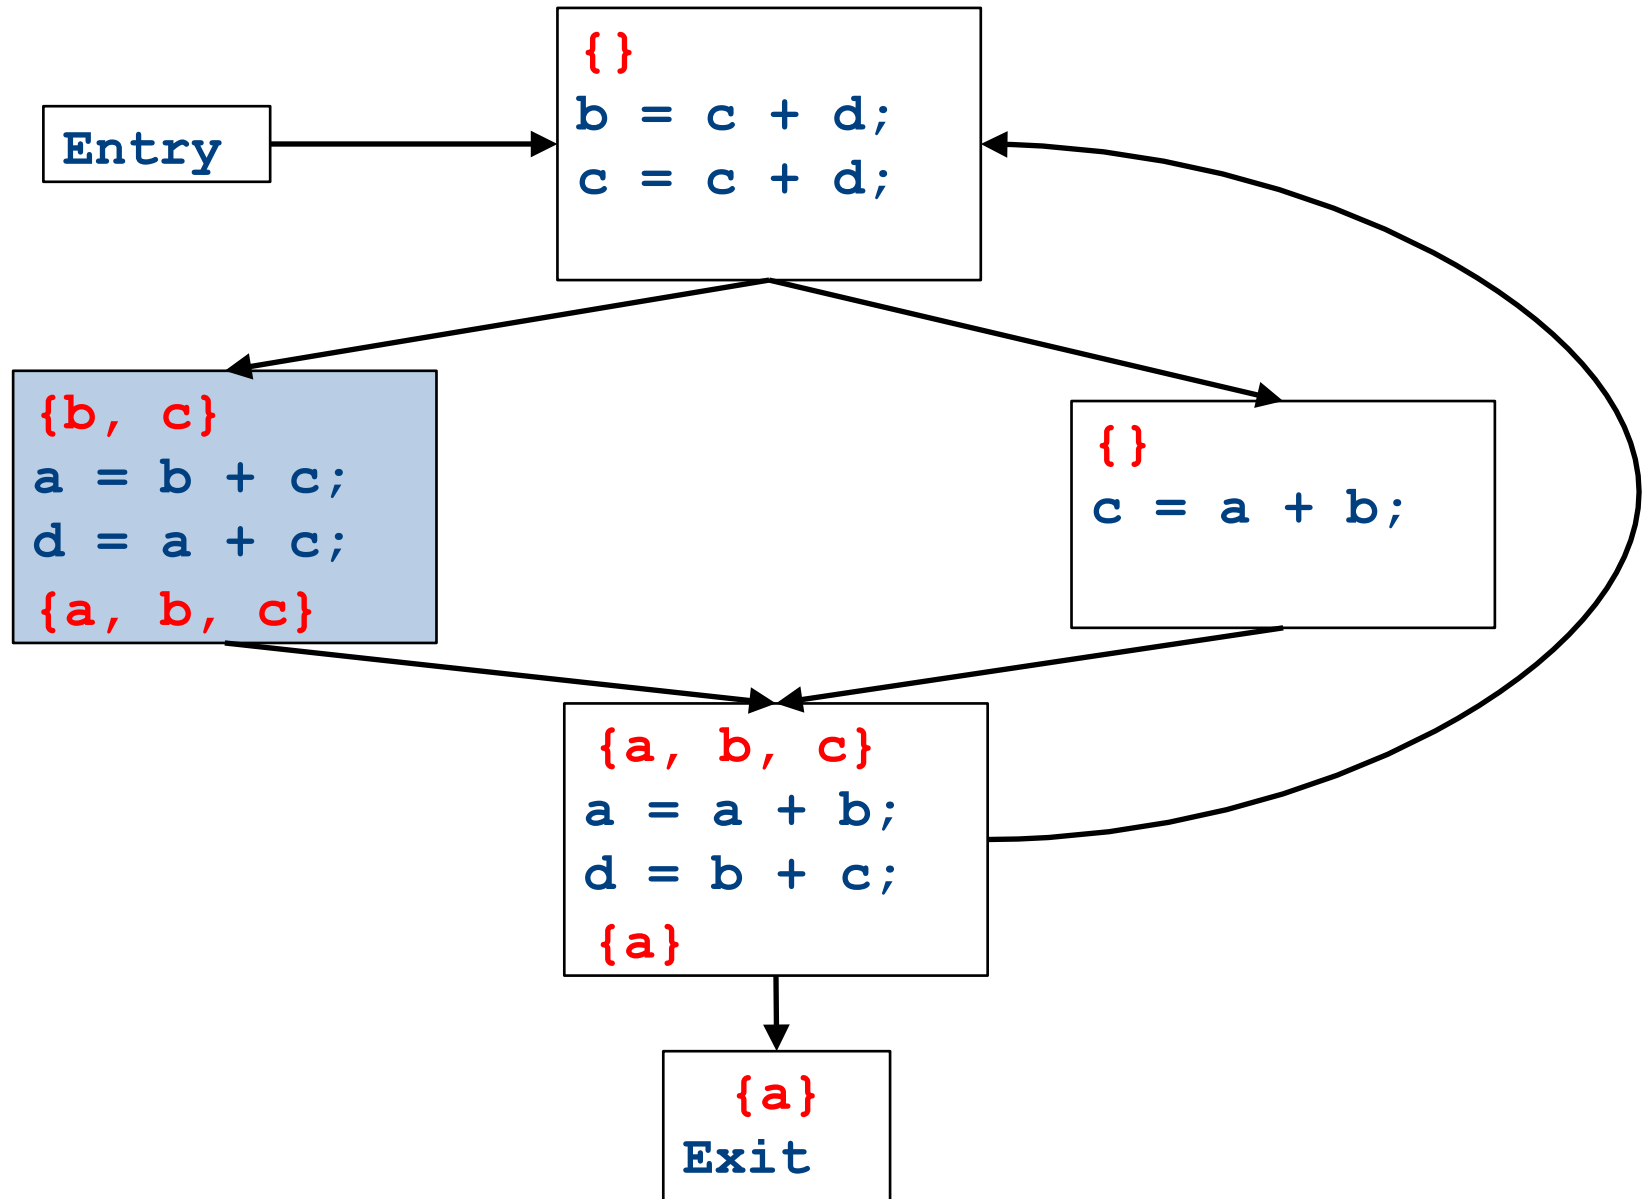 {}
b = c + d;
c = c + d;
Entry
{b, c}
a = b + c;
d = a + c;
{a, b, c}
{}
c = a + b;
{a, b, c}
a = a + b;
d = b + c;
{a}
{a}
Exit